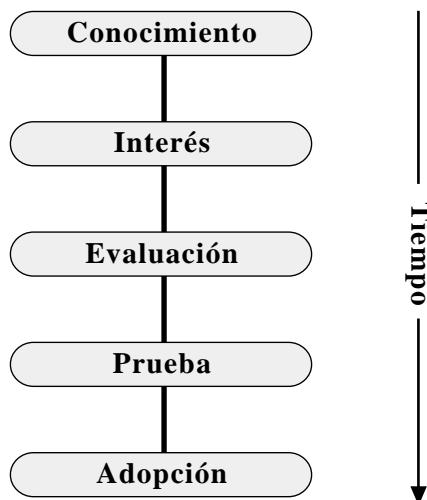 Conocimiento
Interés
Evaluación
Prueba
Adopción
Tiempo